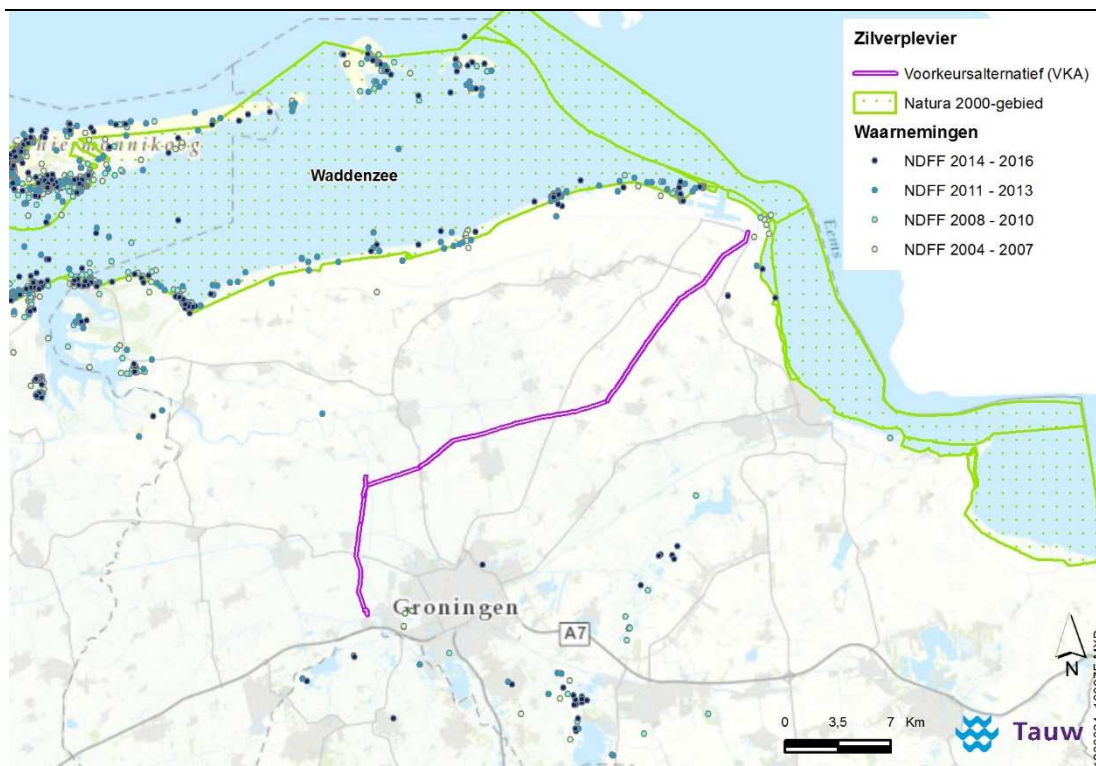 Zilverplevier
Voorkeursalternatief (VKA)
Natura 2000-gebied
Waarnemingen
NDFF 2014 - 2016
NDFF 2011 - 2013
NDFF 2008 - 2010
NDFF 2004 - 2007
Schiermonnikoog
Waddenzee
Eems
Groningen
A7
N
0 3,5 7 Km
Tauw